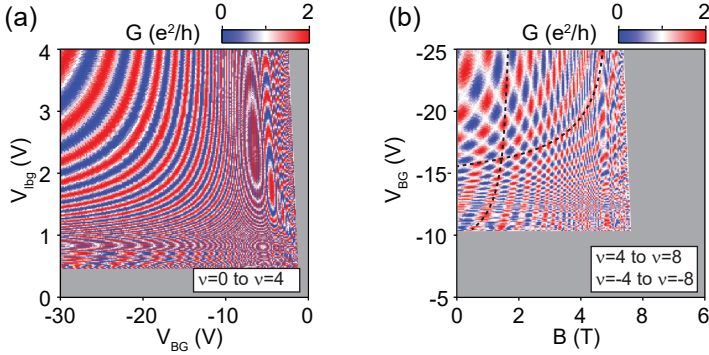 (a)
G (e²/h)
0
2
4
3
2
1
0
V_lbg (V)
ν=0 to ν=4
-30
-20
-10
0
V_BG (V)
(b)
G (e²/h)
0
2
-25
-20
-15
-10
-5
V_BG (V)
ν=4 to ν=8
ν=-4 to ν=-8
0
2
4
6
6
B (T)